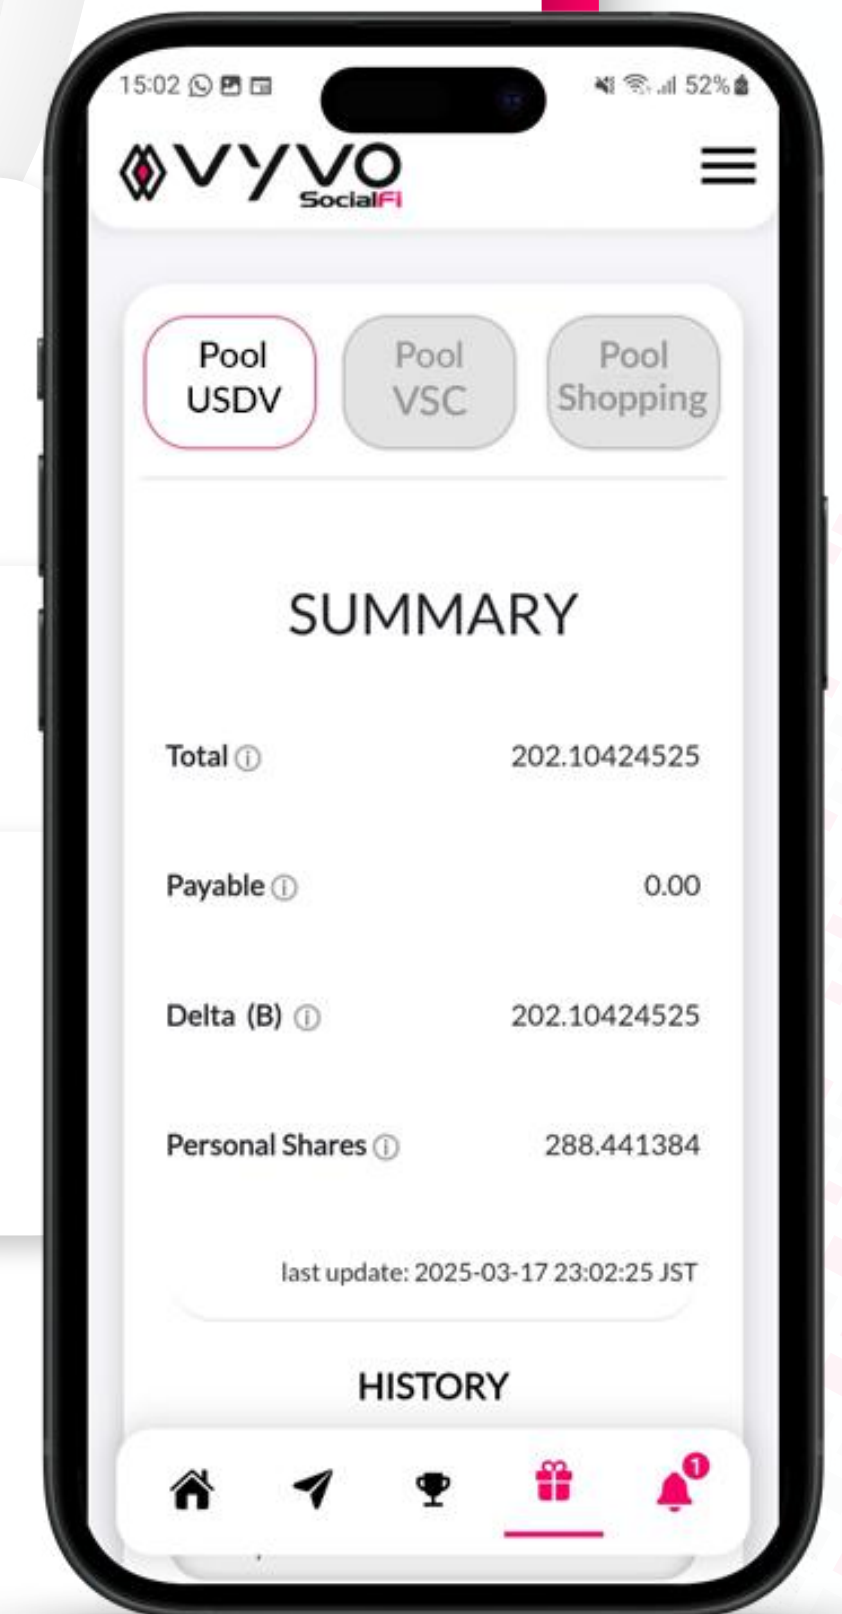 15:02
52%
VYVO
SocialFi
Pool
USDV
Pool
VSC
Pool
Shopping
SUMMARY
Total
202.10424525
Payable
0.00
Delta (B)
202.10424525
Personal Shares
288.441384
last update: 2025-03-17 23:02:25 JST
HISTORY
1